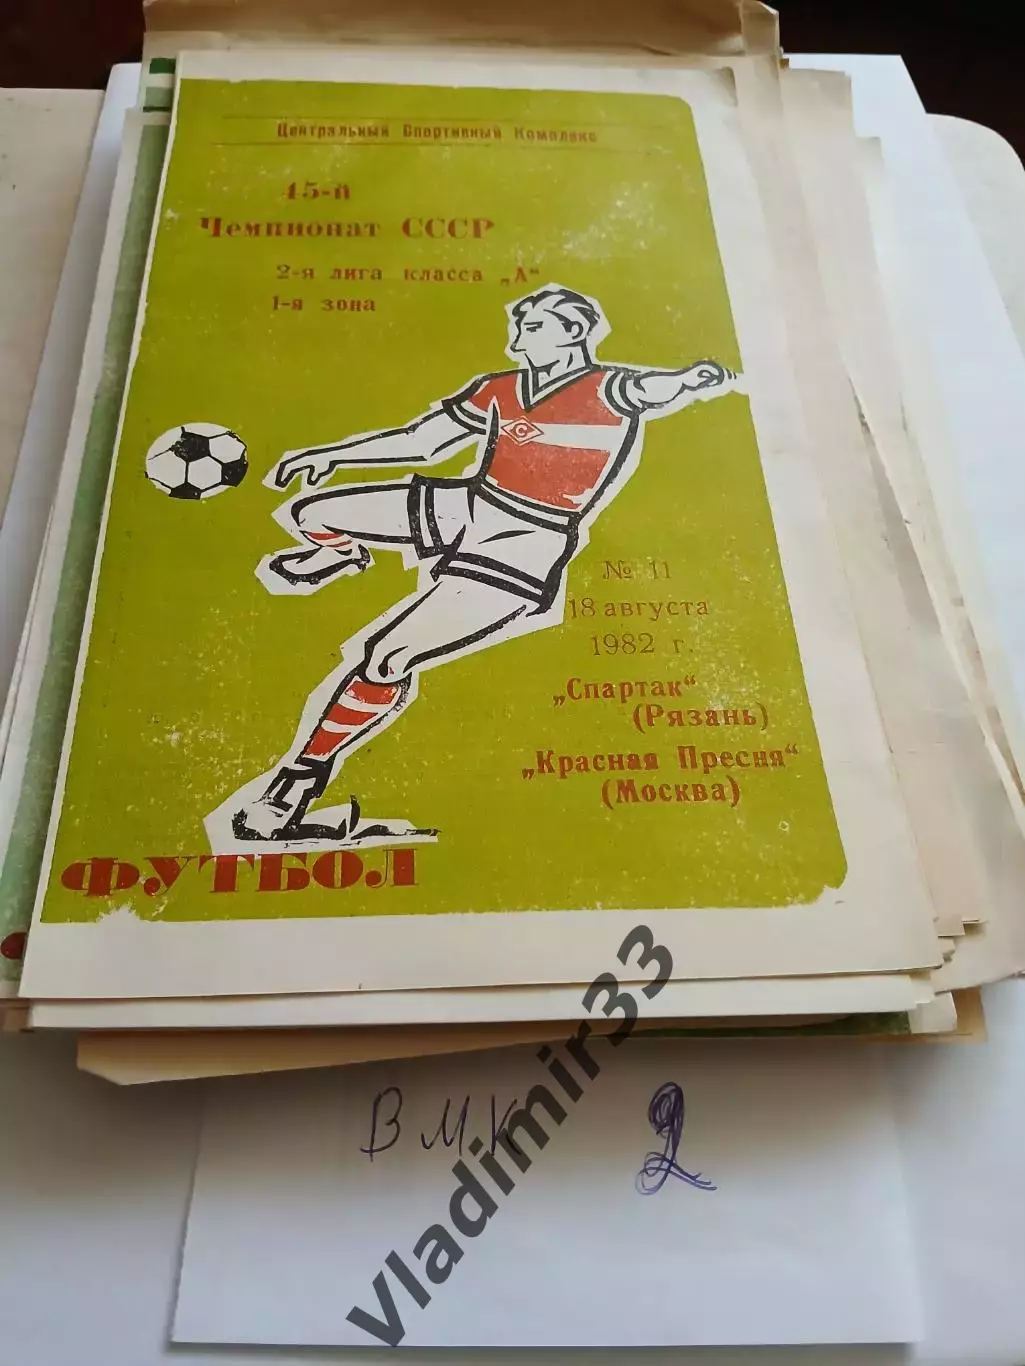 Центральный Спортивный Комплекс
45-й
Чемпионат СССР
2-я лига класса „А“
1-я зона
С
№ 11
18 августа
1982 г.
„Спартак“
(Рязань)
„Красная Пресня“
(Москва)
ФУТБОЛ
ВМК 2
Vladimir33